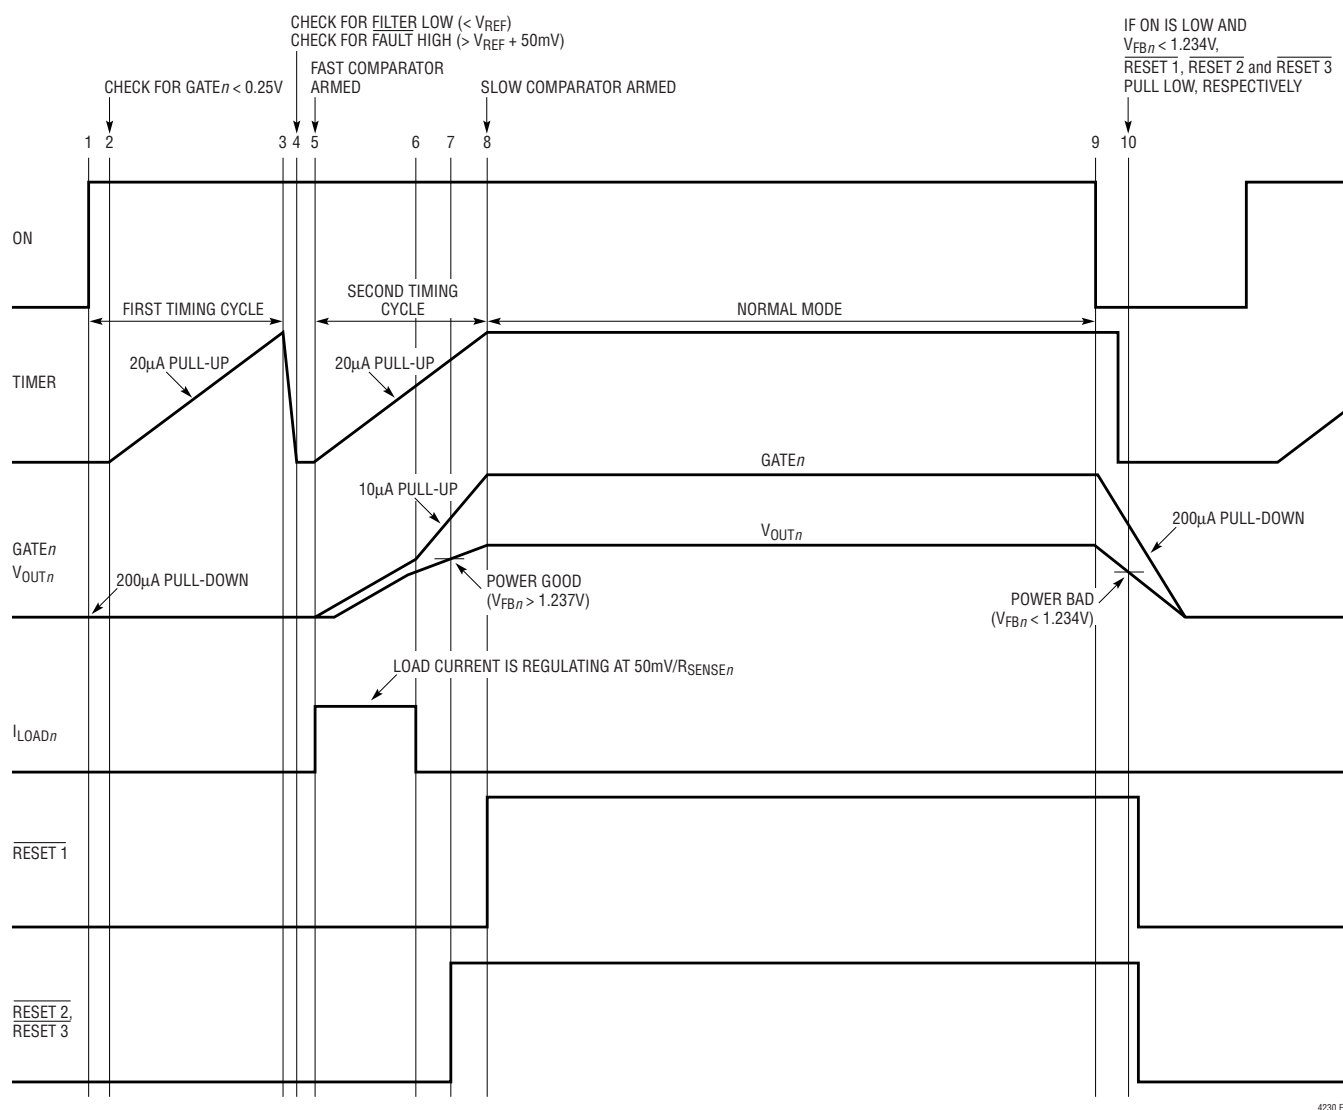 CHECK FOR FILTER LOW (< VREF)
CHECK FOR FAULT HIGH (> VREF + 50mV)
IF ON IS LOW AND
VFBn < 1.234V,
RESET 1, RESET 2 and RESET 3
PULL LOW, RESPECTIVELY
FAST COMPARATOR
ARMED
CHECK FOR GATEn < 0.25V
SLOW COMPARATOR ARMED
1 2 3 4 5 6 7 8 9 10
ON
FIRST TIMING CYCLE
SECOND TIMING
CYCLE
NORMAL MODE
20µA PULL-UP
20µA PULL-UP
TIMER
GATEn
10µA PULL-UP
200µA PULL-DOWN
VOUTn
GATEn
VOUTn
200µA PULL-DOWN
POWER GOOD
(VFBn > 1.237V)
POWER BAD
(VFBn < 1.234V)
LOAD CURRENT IS REGULATING AT 50mV/RSENSEn
ILOADn
RESET 1
RESET 2,
RESET 3
4230 F